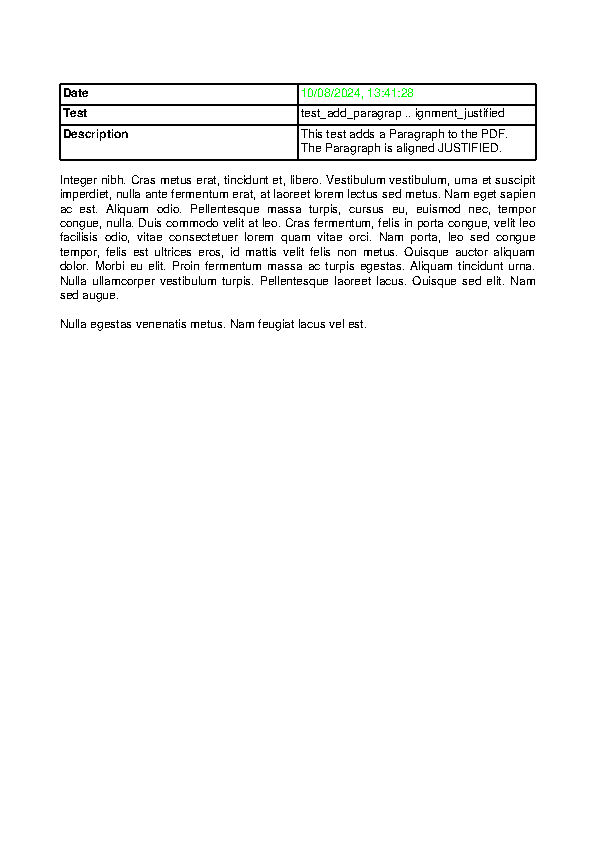 Date 10/08/2024, 13:41:28
Test test_add_paragrap .. ignment_justified
Description This test adds a Paragraph to the PDF.
The Paragraph is aligned JUSTIFIED.
Integer nibh. Cras metus erat, tincidunt et, libero. Vestibulum vestibulum, urna et suscipit
imperdiet, nulla ante fermentum erat, at laoreet lorem lectus sed metus. Nam eget sapien
ac est. Aliquam odio. Pellentesque massa turpis, cursus eu, euismod nec, tempor
congue, nulla. Duis commodo velit at leo. Cras fermentum, felis in porta congue, velit leo
facilisis odio, vitae consectetuer lorem quam vitae orci. Nam porta, leo sed congue
tempor, felis est ultrices eros, id mattis velit felis non metus. Quisque auctor aliquam
dolor. Morbi eu elit. Proin fermentum massa ac turpis egestas. Aliquam tincidunt urna.
Nulla ullamcorper vestibulum turpis. Pellentesque laoreet lacus. Quisque sed elit. Nam
sed augue.
Nulla egestas venenatis metus. Nam feugiat lacus vel est.